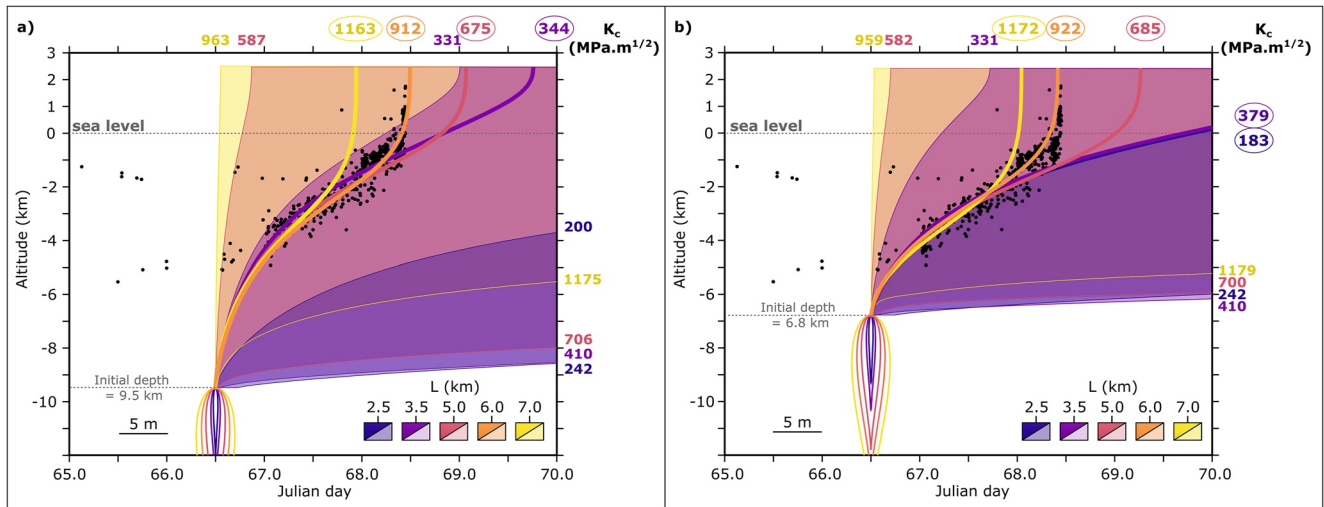 a)
963 587 1163 912 331 675 344
K_c
(MPa.m^1/2)
3
2
1
0
-2
-4
-6
-8
-10
Altitude (km)
sea level
200
1175
706
410
242
Initial depth
= 9.5 km
5 m
L (km)
2.5 3.5 5.0 6.0 7.0
65.0 66.0 67.0 68.0 69.0 70.0
Julian day
b)
959 582 331 1172 922 685
K_c
(MPa.m^1/2)
3
2
1
0
-2
-4
-6
-8
-10
Altitude (km)
sea level
379
183
1179
700
242
410
Initial depth
= 6.8 km
5 m
L (km)
2.5 3.5 5.0 6.0 7.0
65.0 66.0 67.0 68.0 69.0 70.0
Julian day